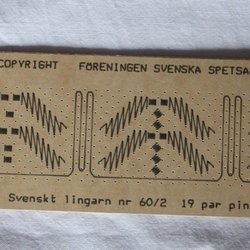 COPYRIGHT FÖRENINGEN SVENSKA SPETSA
Svenskt lingarn nr 60/2 19 par pin